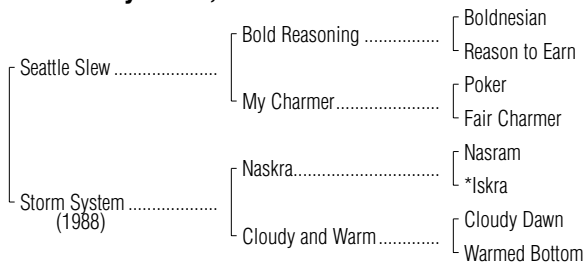 Boldnesian
Bold Reasoning ................
Reason to Earn
Seattle Slew ......................
Poker
My Charmer......................
Fair Charmer
Nasram
Naskra...............................
*Iskra
Storm System ...................
(1988)
Cloudy Dawn
Cloudy and Warm.............
Warmed Bottom